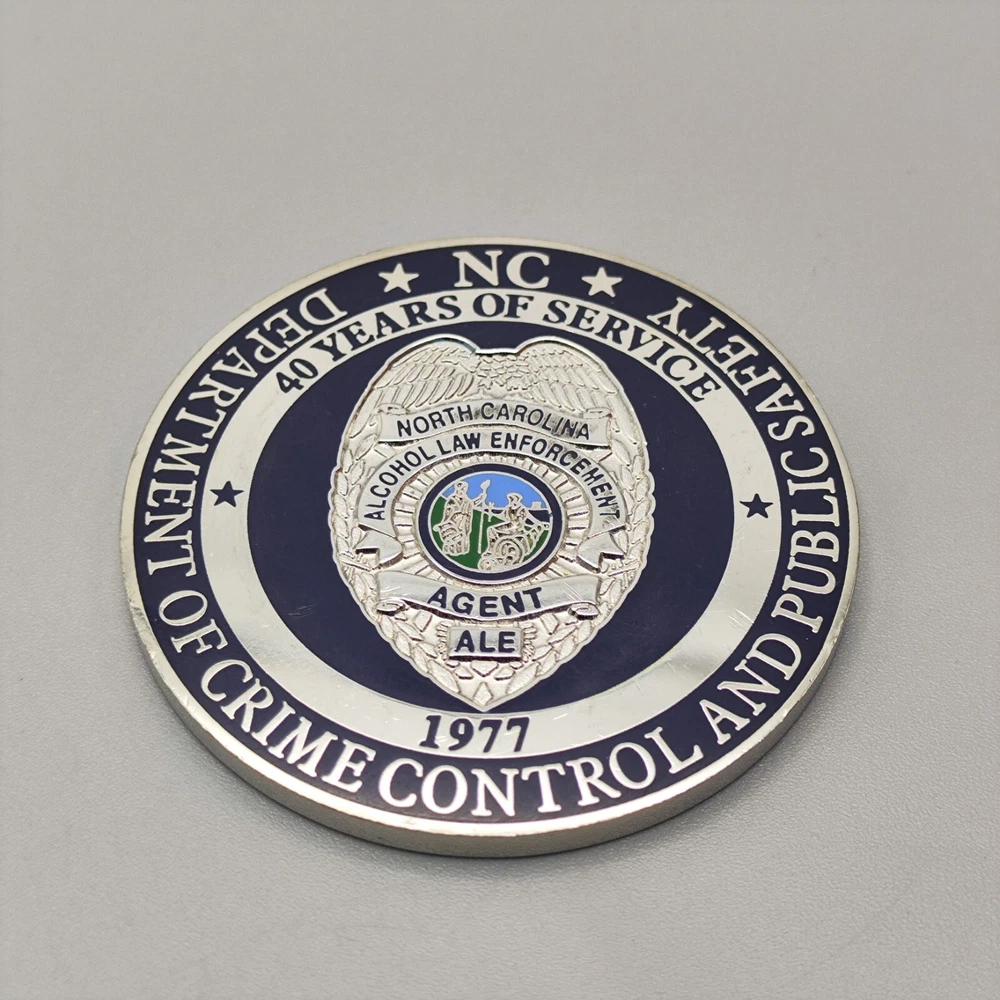 NC
DEPARTMENT OF CRIME CONTROL AND PUBLIC SAFETY
40 YEARS OF SERVICE
NORTH CAROLINA
ALCOHOL LAW ENFORCEMENT
AGENT
ALE
1977